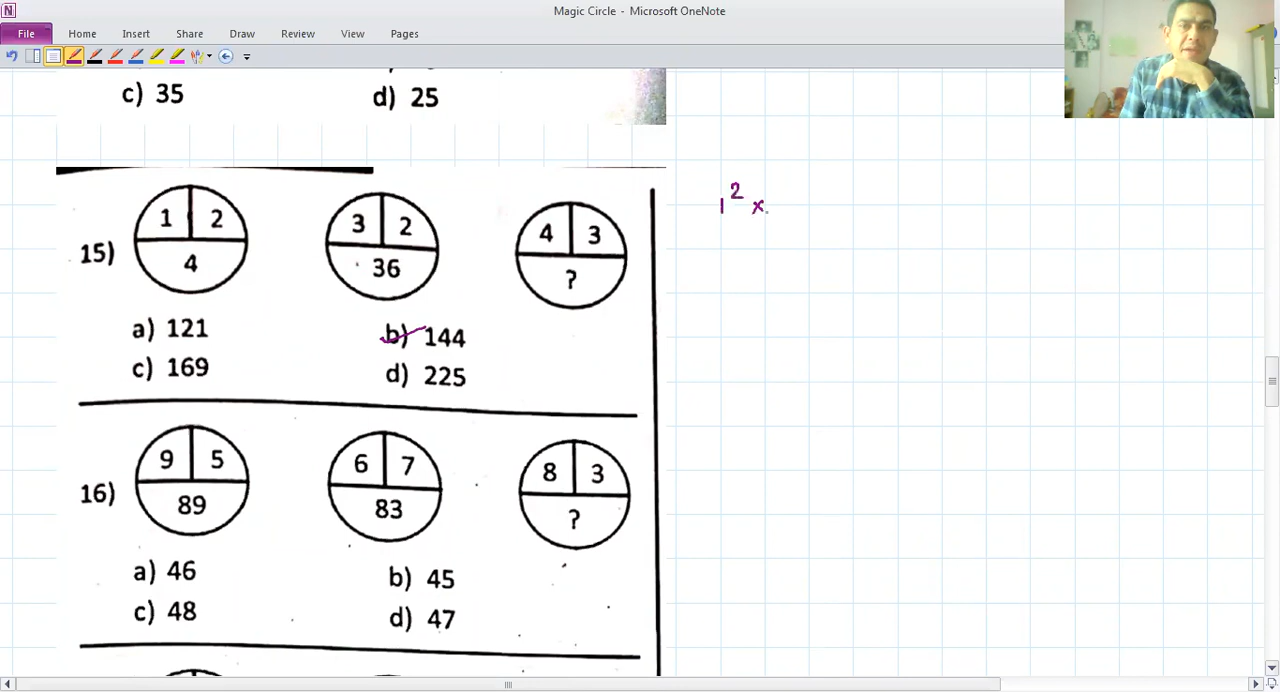 Magic Circle - Microsoft OneNote
File Home Insert Share Draw Review View Pages
c) 35 d) 25
1² ×
15) 1 2 4 3 2 36 4 3 ?
a) 121 b) 144
c) 169 d) 225
16) 9 5 89 6 7 83 8 3 ?
a) 46 b) 45
c) 48 d) 47